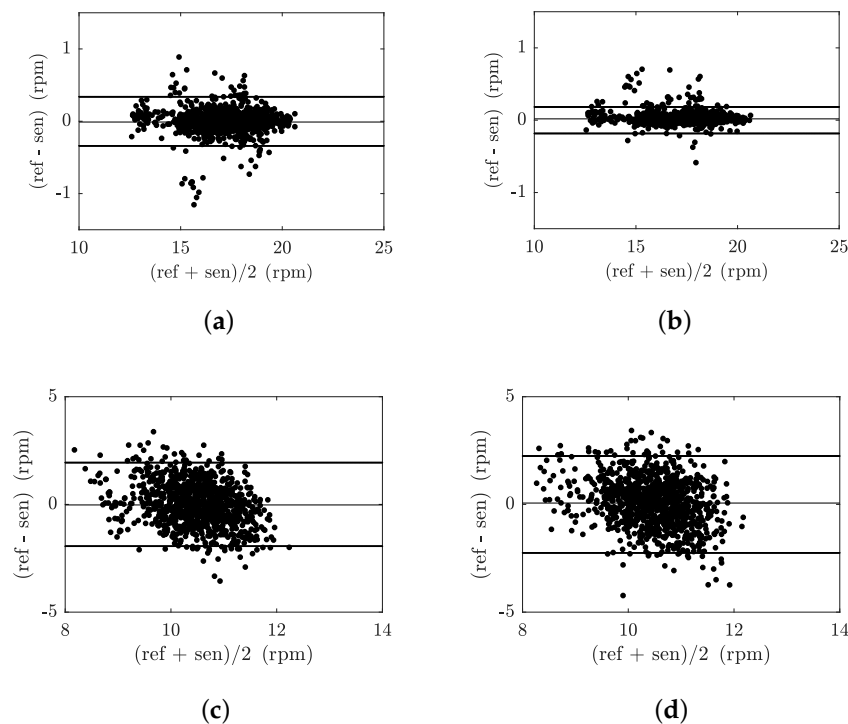 1
0
-1
(ref - sen) (rpm)
10 15 20 25
(ref + sen)/2 (rpm)
(a)
1
0
-1
(ref - sen) (rpm)
10 15 20 25
(ref + sen)/2 (rpm)
(b)
5
0
-5
(ref - sen) (rpm)
8 10 12 14
(ref + sen)/2 (rpm)
(c)
5
0
-5
(ref - sen) (rpm)
8 10 12 14
(ref + sen)/2 (rpm)
(d)